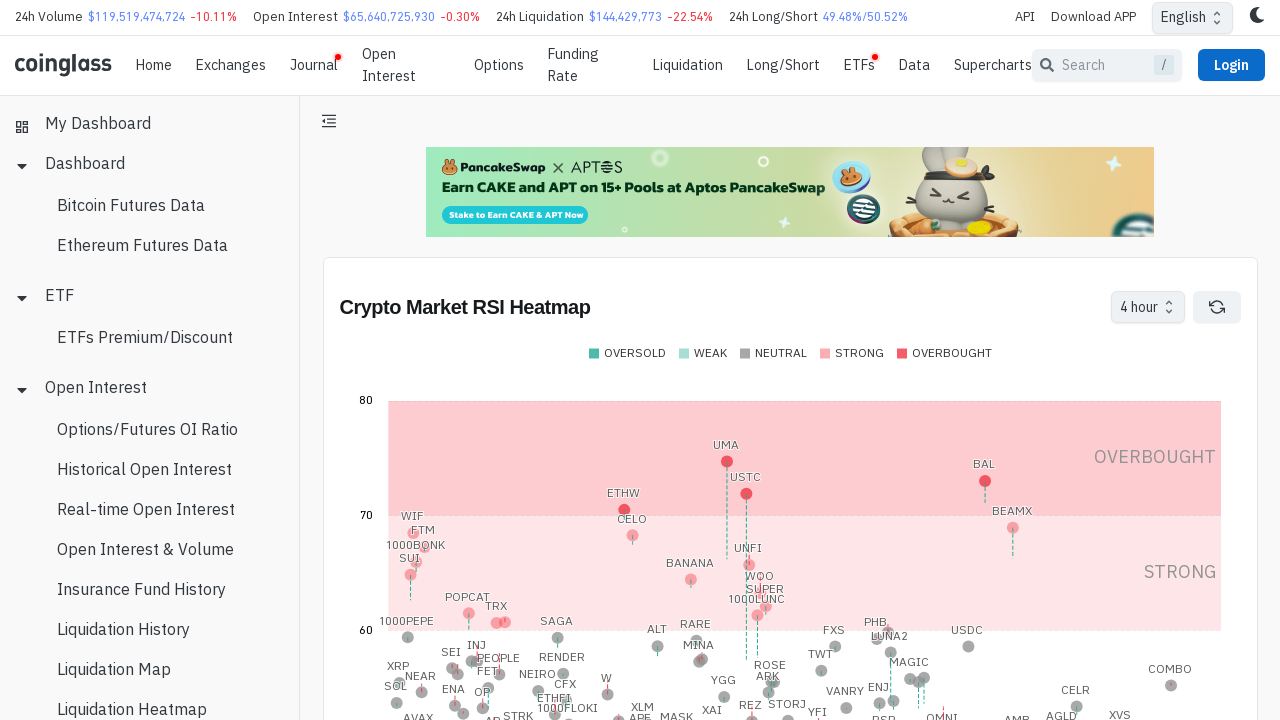 24h Volume $119,519,474,724 -10.11% Open Interest $65,640,725,930 -0.30% 24h Liquidation $144,429,773 -22.54% 24h Long/Short 49.48%/50.52% API Download APP English
coinglass Home Exchanges Journal Open Interest Options Funding Rate Liquidation Long/Short ETFs Data Supercharts Search / Login
My Dashboard
Dashboard
Bitcoin Futures Data
Ethereum Futures Data
ETF
ETFs Premium/Discount
Open Interest
Options/Futures OI Ratio
Historical Open Interest
Real-time Open Interest
Open Interest & Volume
Insurance Fund History
Liquidation History
Liquidation Map
Liquidation Heatmap
PancakeSwap × APTOS
Earn CAKE and APT on 15+ Pools at Aptos PancakeSwap
Stake to Earn CAKE & APT Now
Crypto Market RSI Heatmap
4 hour
OVERSOLD WEAK NEUTRAL STRONG OVERBOUGHT
80
UMA
OVERBOUGHT
BAL
USTC
ETHW
70
WIF
CELO
BEAMX
FTM
1000BONK
UNFI
SUI
BANANA
STRONG
WOO
SUPER
POPCAT
1000LUNC
TRX
1000PEPE
SAGA
RARE
PHB
60
ALT
FXS
USDC
LUNA2
INJ
MINA
SEI
PEOPLE
RENDER
TWT
MAGIC
XRP
ROSE
COMBO
FET
NEAR
NEIRO
ARK
W
YGG
SOL
CFX
ENJ
ENA
OP
VANRY
CELR
ETHFI
STORJ
REZ
XLM
1000FLOKI
XAI
YFI
AVAX
STRK
APE
MASK
OMNI
AGLD
XVS